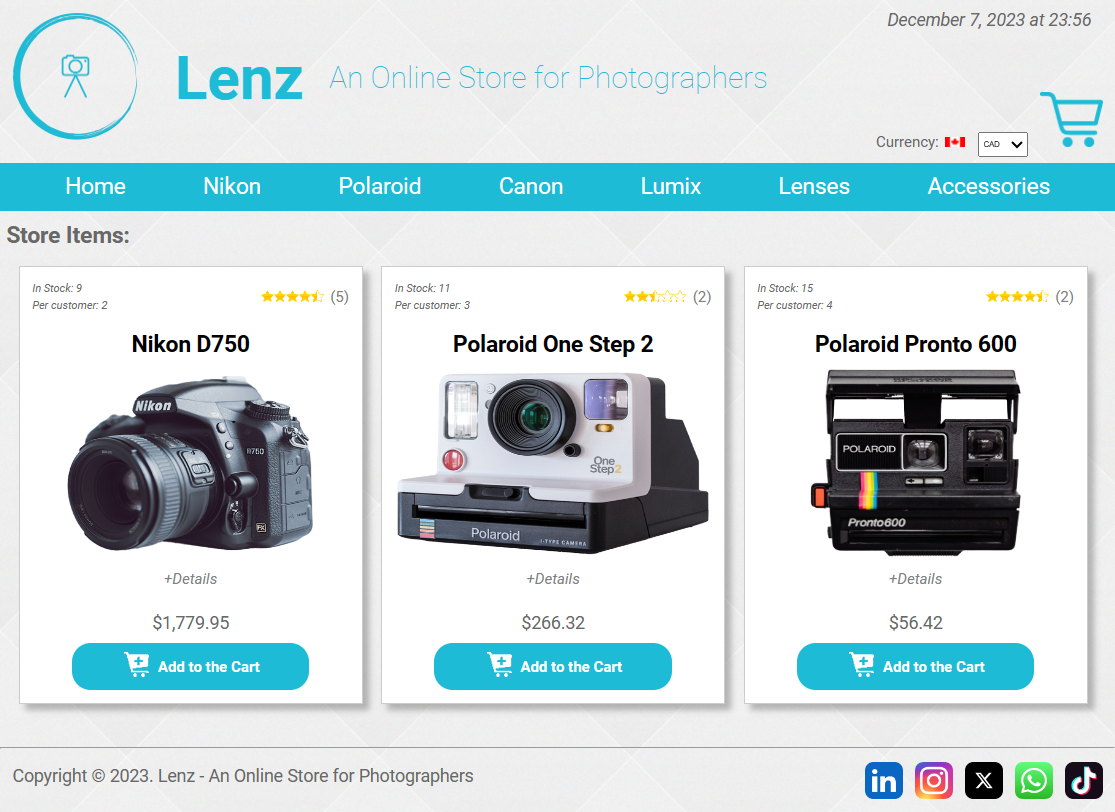 December 7, 2023 at 23:56
Lenz
An Online Store for Photographers
Currency:
CAD
Home Nikon Polaroid Canon Lumix Lenses Accessories
Store Items:
In Stock: 9
Per customer: 2
(5)
Nikon D750
Nikon
D750
FX
+Details
$1,779.95
Add to the Cart
In Stock: 11
Per customer: 3
(2)
Polaroid One Step 2
One
Step2
Polaroid
I-TYPE CAMERA
+Details
$266.32
Add to the Cart
In Stock: 15
Per customer: 4
(2)
Polaroid Pronto 600
POLAROID
Pronto600
+Details
$56.42
Add to the Cart
Copyright © 2023. Lenz - An Online Store for Photographers
in
X